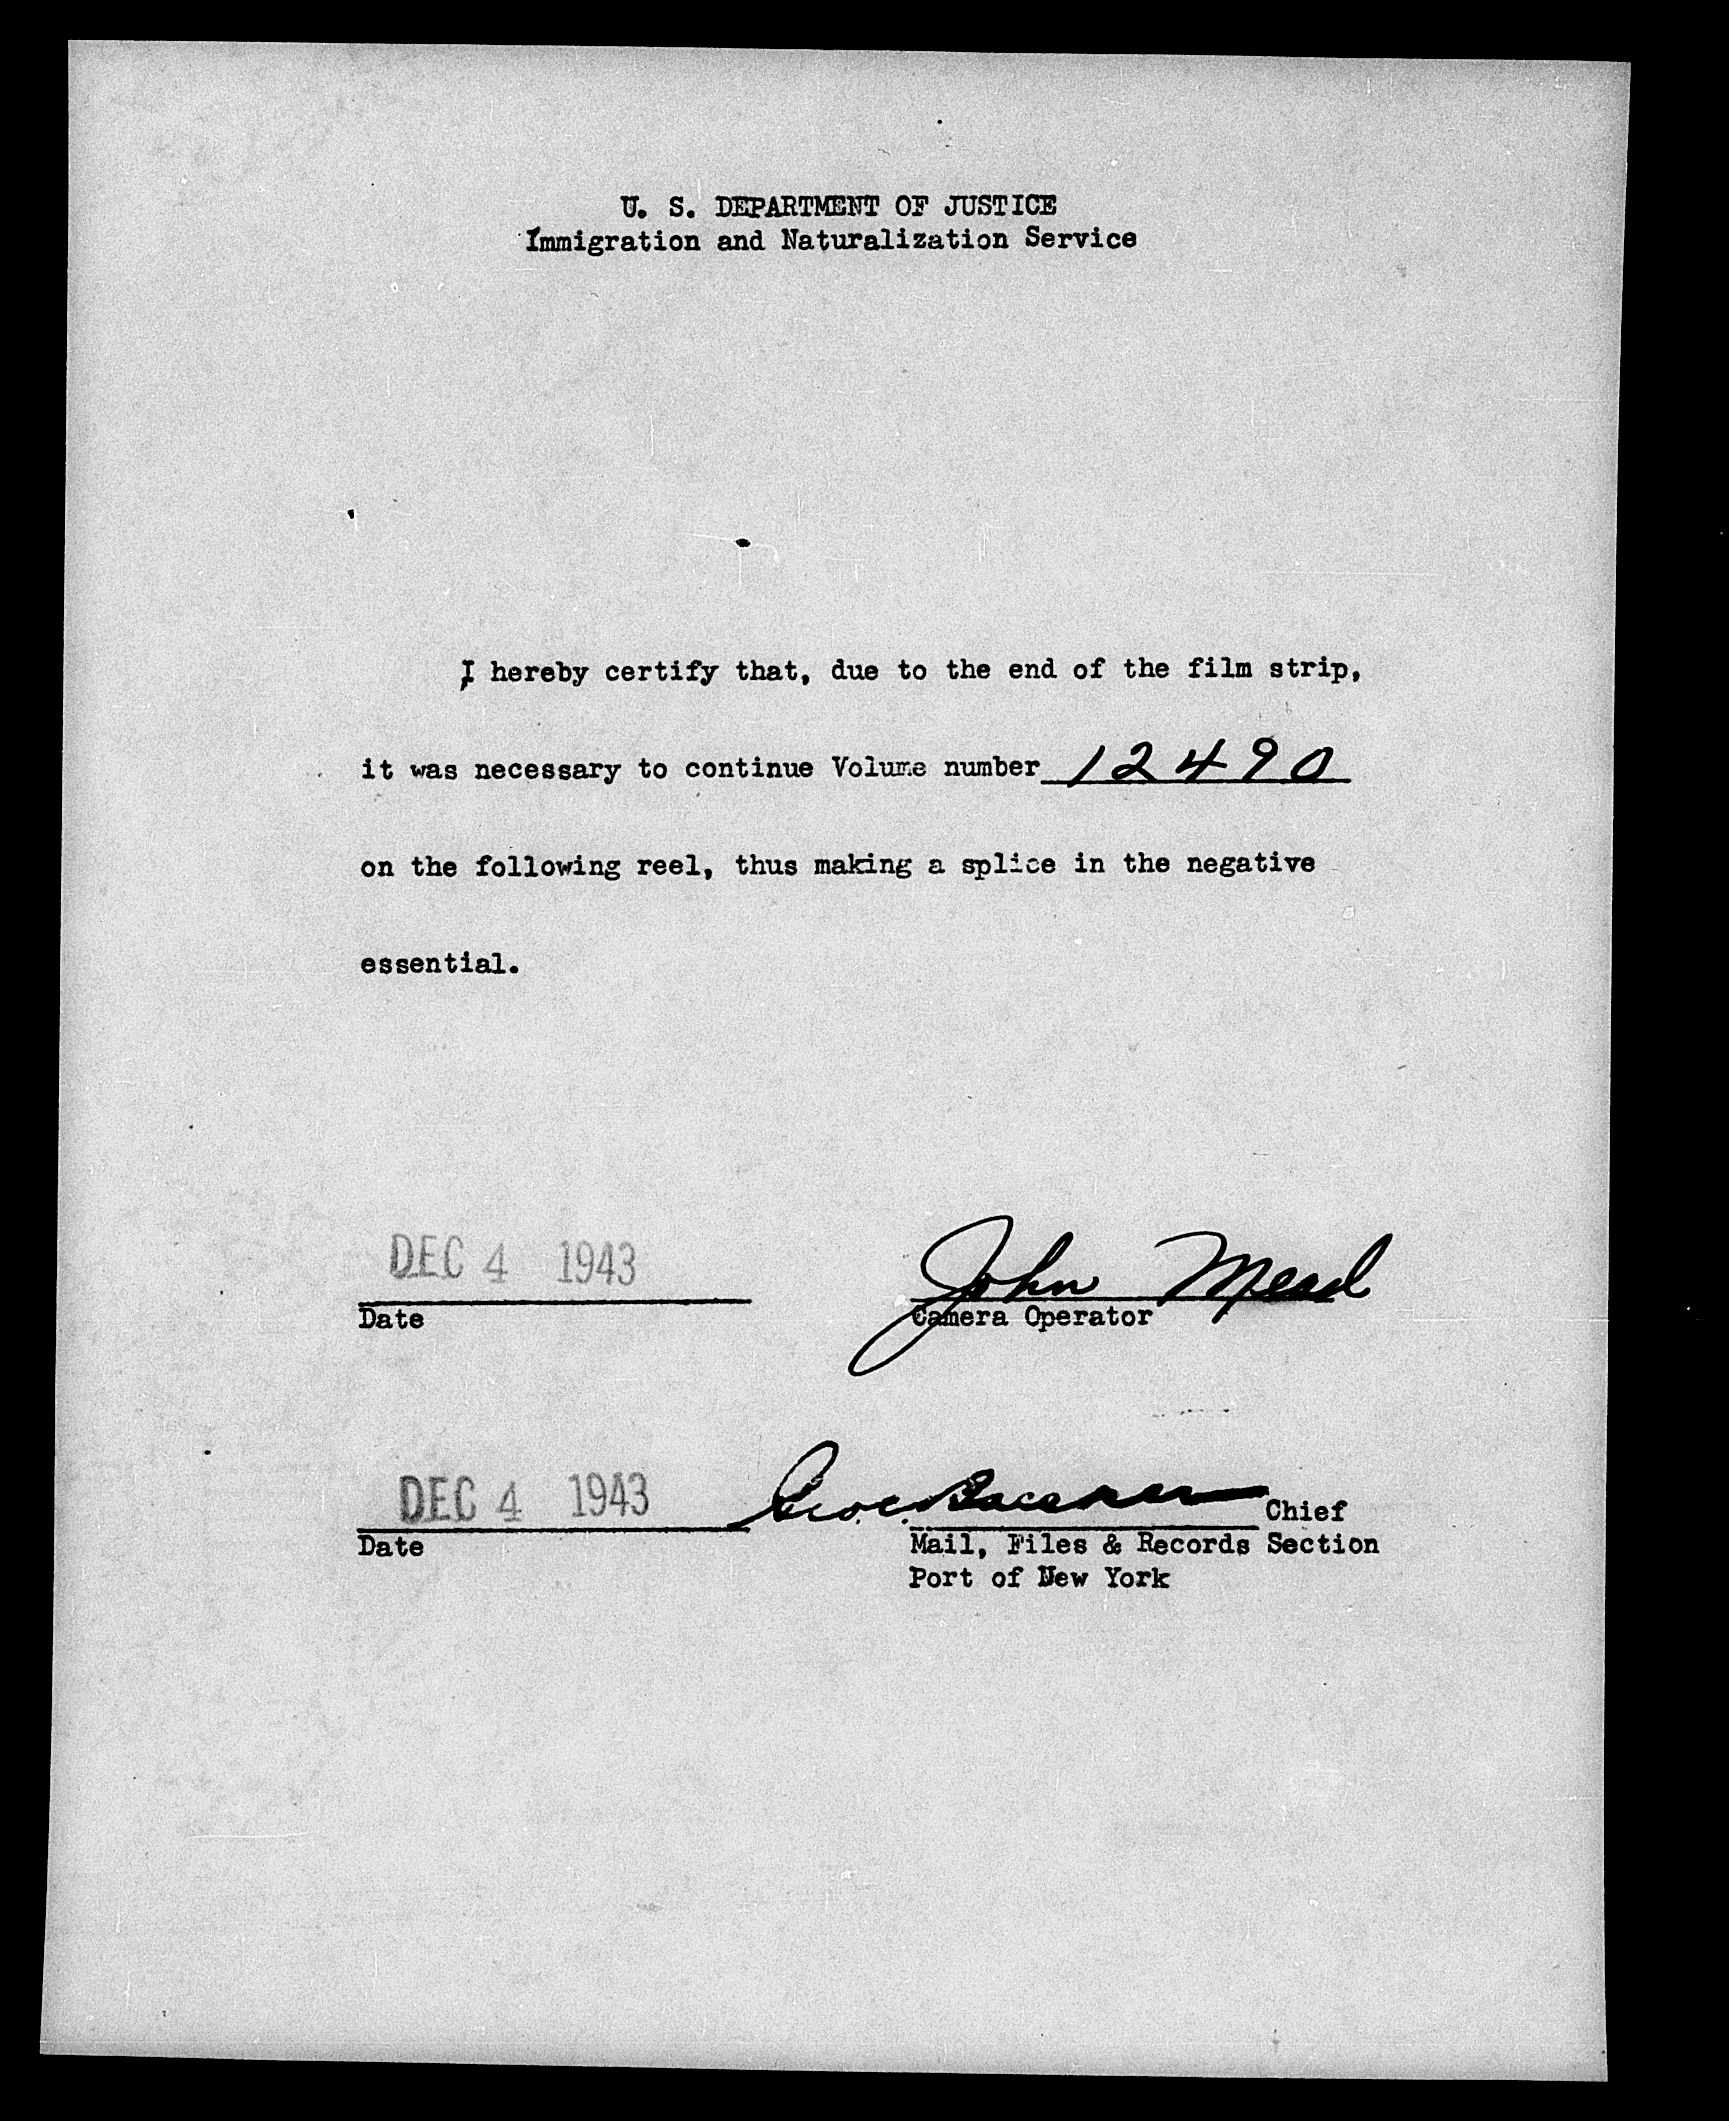 U. S. DEPARTMENT OF JUSTICE
Immigration and Naturalization Service
I hereby certify that, due to the end of the film strip,
it was necessary to continue Volume number 12490
on the following reel, thus making a splice in the negative
essential.
DEC 4 1943 John Mead
Date Camera Operator
DEC 4 1943 Chief
Date Mail, Files & Records Section
Port of New York